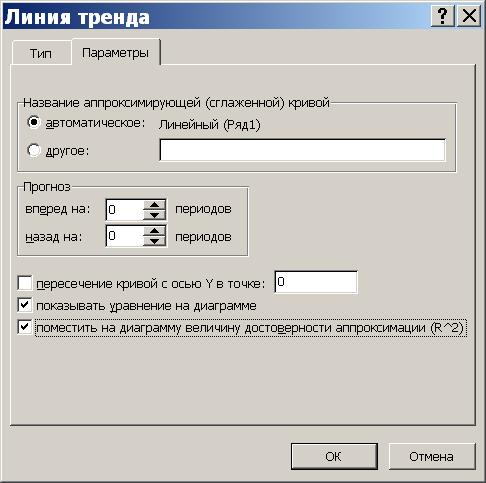 Линия тренда
Тип Параметры
Название аппроксимирующей (сглаженной) кривой
автоматическое: Линейный (Ряд1)
другое:
Прогноз
вперед на: 0 периодов
назад на: 0 периодов
пересечение кривой с осью Y в точке: 0
показывать уравнение на диаграмме
поместить на диаграмму величину достоверности аппроксимации (R^2)
ОК Отмена